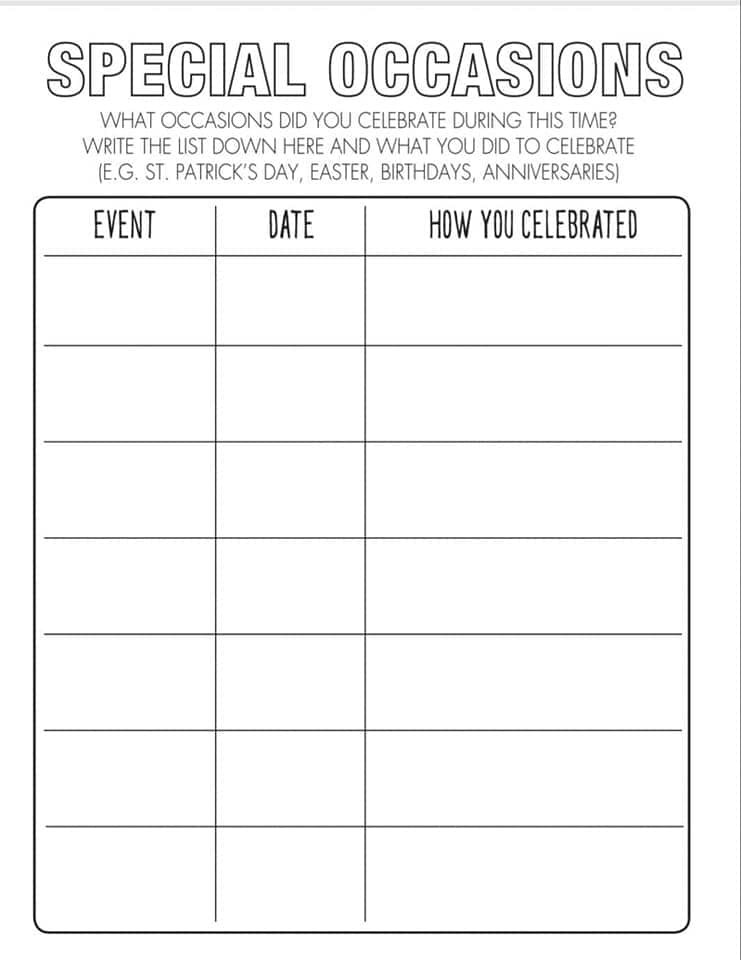 SPECIAL OCCASIONS
WHAT OCCASIONS DID YOU CELEBRATE DURING THIS TIME?
WRITE THE LIST DOWN HERE AND WHAT YOU DID TO CELEBRATE
(E.G. ST. PATRICK'S DAY, EASTER, BIRTHDAYS, ANNIVERSARIES)
EVENT DATE HOW YOU CELEBRATED